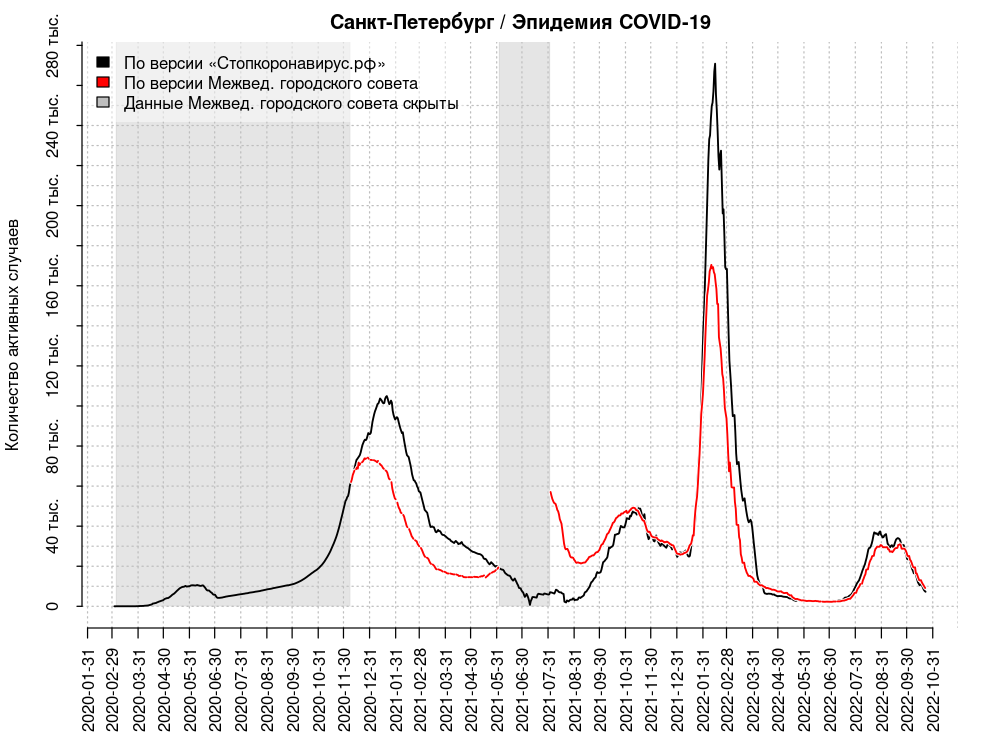 Санкт-Петербург / Эпидемия COVID-19
По версии «Стопкоронавирус.рф»
По версии Межвед. городского совета
Данные Межвед. городского совета скрыты
Количество активных случаев
280 тыс.
240 тыс.
200 тыс.
160 тыс.
120 тыс.
80 тыс.
40 тыс.
0
2020-01-31
2020-02-29
2020-03-31
2020-04-30
2020-05-31
2020-06-30
2020-07-31
2020-08-31
2020-09-30
2020-10-31
2020-11-30
2020-12-31
2021-01-31
2021-02-28
2021-03-31
2021-04-30
2021-05-31
2021-06-30
2021-07-31
2021-08-31
2021-09-30
2021-10-31
2021-11-30
2021-12-31
2022-01-31
2022-02-28
2022-03-31
2022-04-30
2022-05-31
2022-06-30
2022-07-31
2022-08-31
2022-09-30
2022-10-31